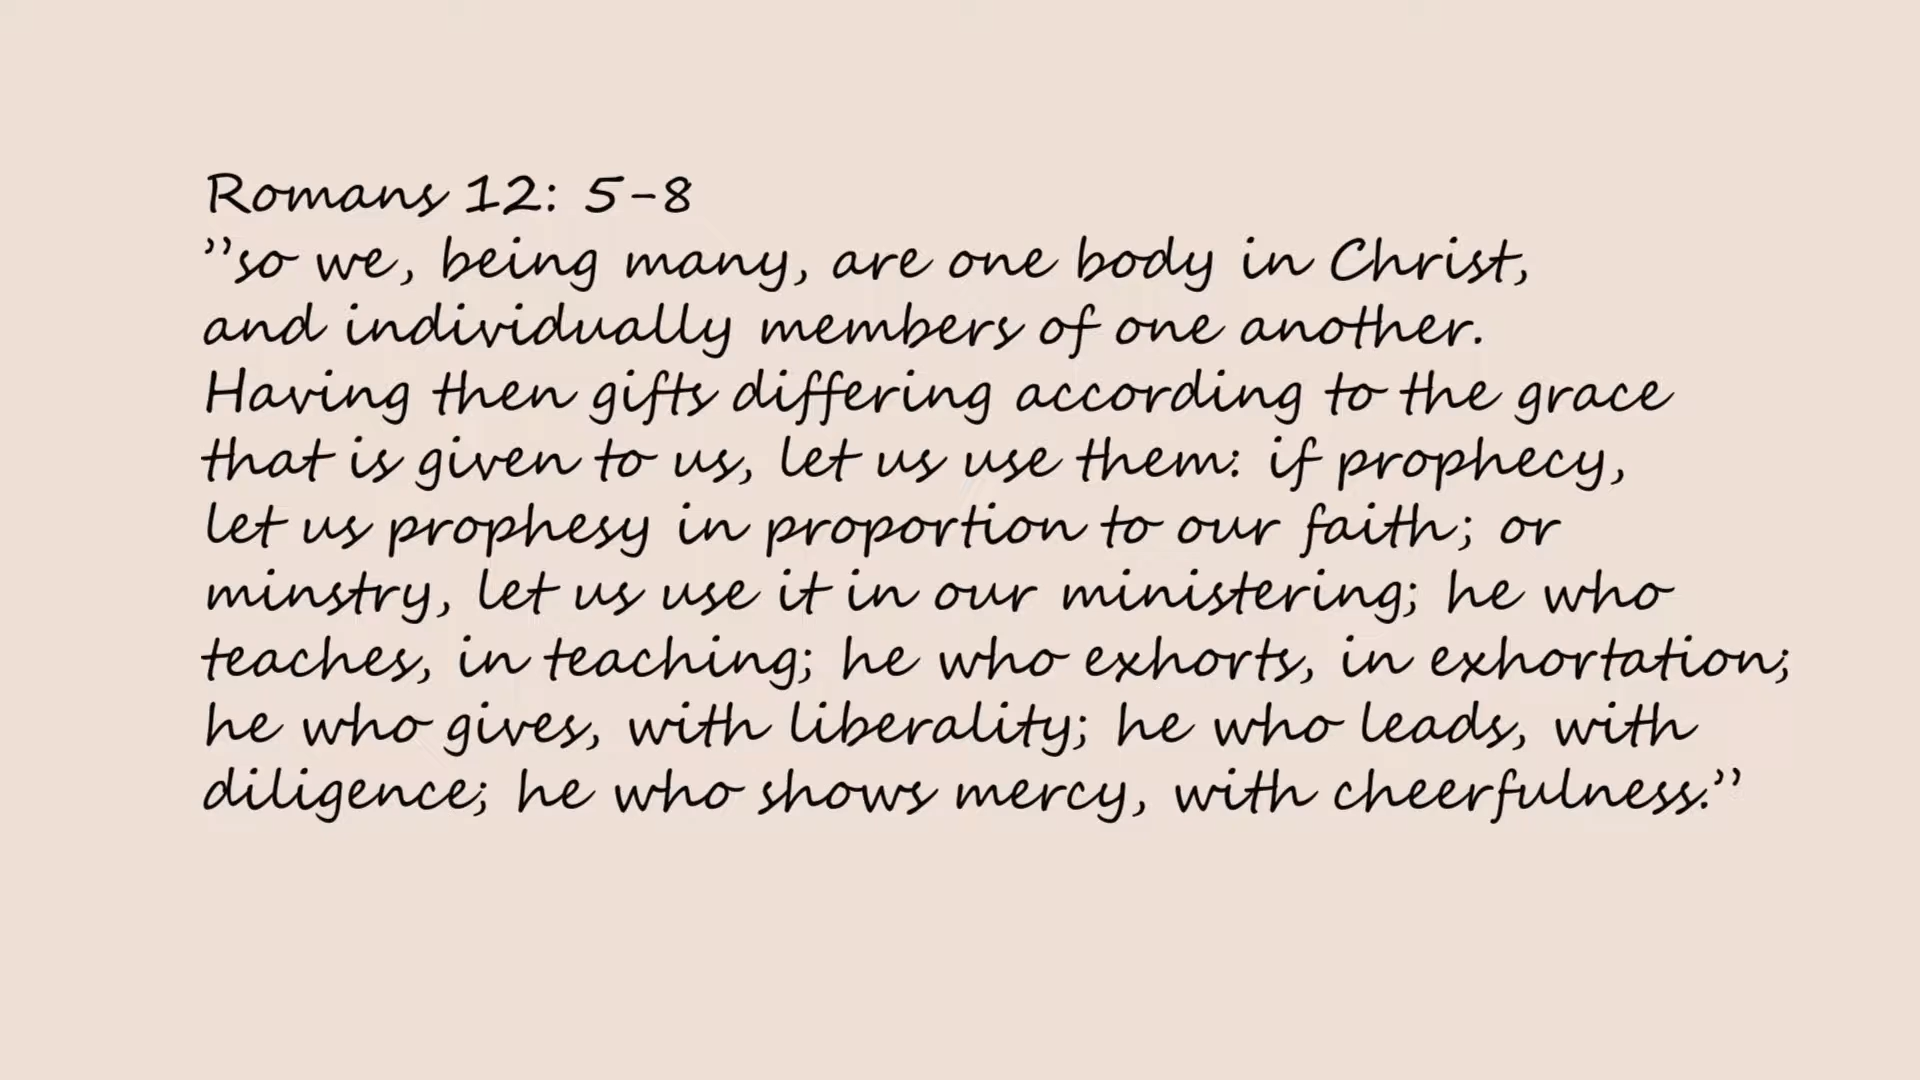 Romans 12: 5-8
”so we, being many, are one body in Christ,
and individually members of one another.
Having then gifts differing according to the grace
that is given to us, let us use them: if prophecy,
let us prophesy in proportion to our faith; or
minstry, let us use it in our ministering; he who
teaches, in teaching; he who exhorts, in exhortation;
he who gives, with liberality; he who leads, with
diligence; he who shows mercy, with cheerfulness.”